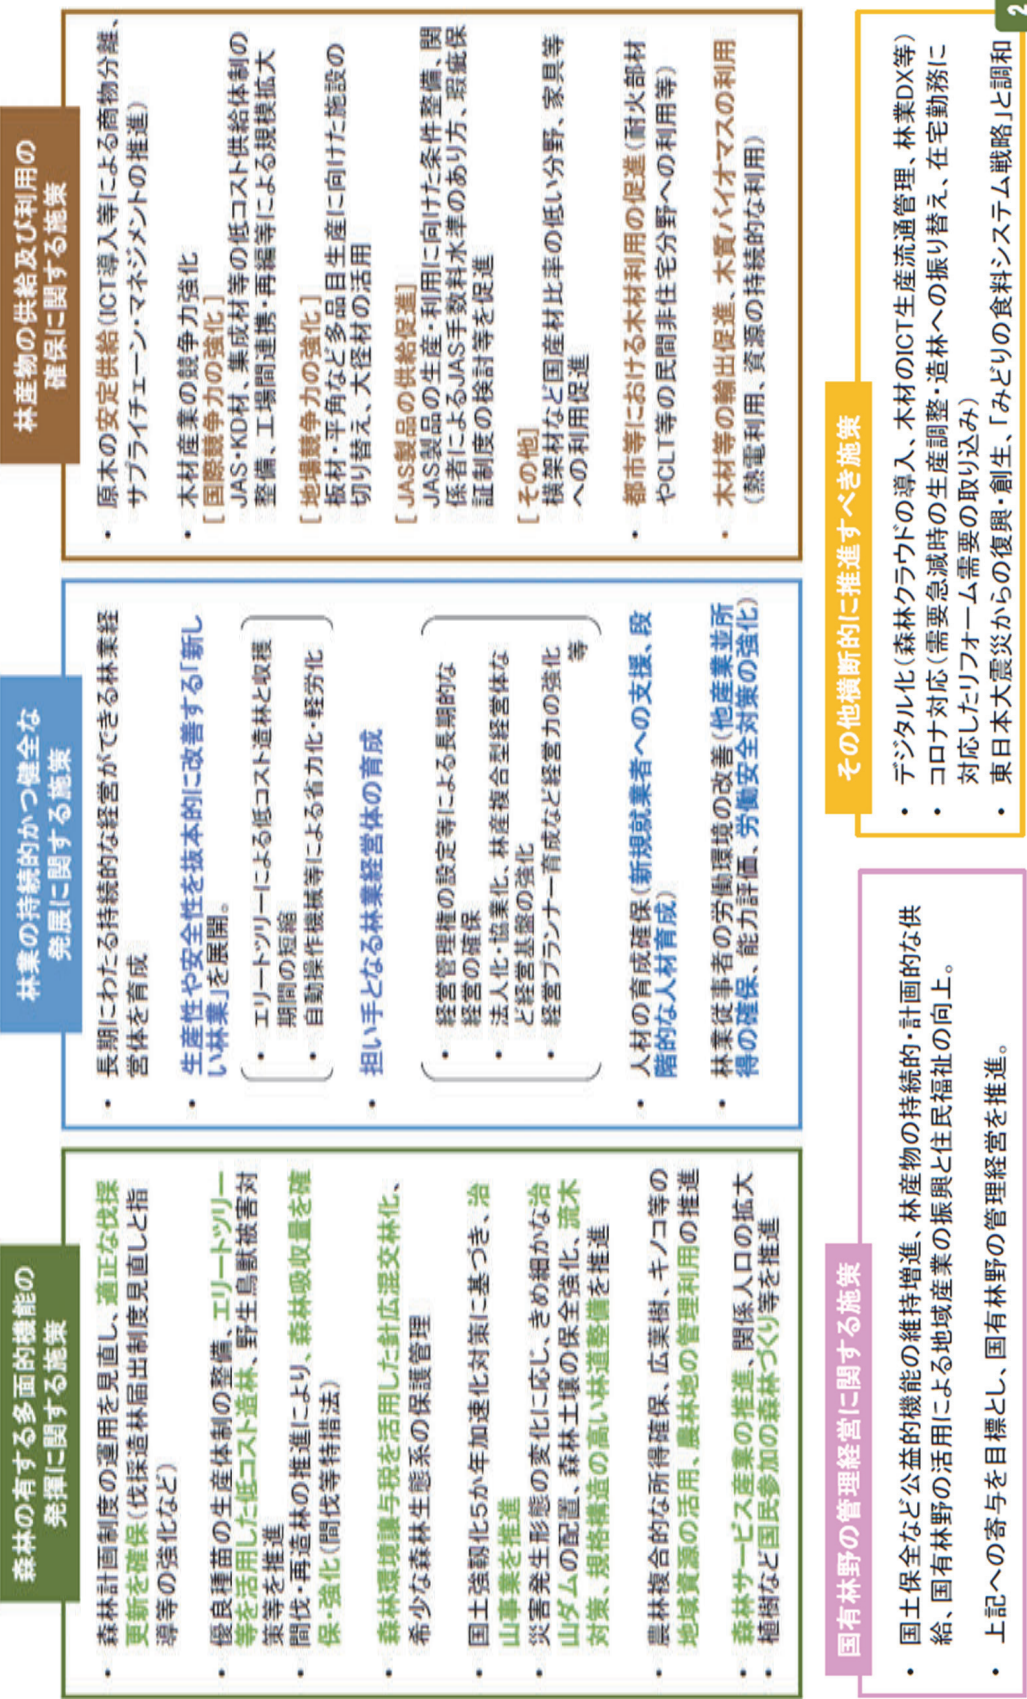 森林の有する多面的機能の
発揮に関する施策
・ 森林計画制度の運用を見直し、適正な伐採
更新を確保（伐採造林届出制度見直しと指
導等の強化など）
・ 優良種苗の生産体制の整備、エリートツリー
等を活用した低コスト造林、野生鳥獣被害対
策等を推進
・ 間伐・再造林の推進により、森林吸収量を確
保・強化（間伐等特措法）
・ 森林環境譲与税を活用した針広混交林化、
希少な森林生態系の保護管理
・ 国土強靱化5か年加速化対策に基づき、治
山事業を推進
・ 災害発生形態の変化に応じ、きめ細かな治
山ダムの配置、森林土壌の保全強化、流木
対策、規格構造の高い林道整備を推進
・ 農林複合的な所得確保、広葉樹、キノコ等の
地域資源の活用、農林地の管理利用の推進
・ 森林サービス産業の推進、関係人口の拡大
・ 植樹など国民参加の森林づくり等を推進
林業の持続的かつ健全な
発展に関する施策
・ 長期にわたる持続的な経営ができる林業経
営体を育成
・ 生産性や安全性を抜本的に改善する「新し
い林業」を展開。
・ エリートツリーによる低コスト造林と収穫
期間の短縮
・ 自動操作機械等による省力化・軽労化
・ 担い手となる林業経営体の育成
・ 経営管理権の設定等による長期的な
経営の確保
・ 法人化・協業化、林産複合型経営体な
ど経営基盤の強化
・ 経営プランナー育成など経営力の強化
等
・ 人材の育成確保（新規就業者への支援、段
階的な人材育成）
・ 林業従事者の労働環境の改善（他産業並所
得の確保、能力評価、労働安全対策の強化）
林産物の供給及び利用の
確保に関する施策
・ 原木の安定供給（ICT導入等による商物分離、
サプライチェーン・マネジメントの推進）
・ 木材産業の競争力強化
[ 国際競争力の強化 ]
JAS・KD材、集成材等の低コスト供給体制の
整備、工場間連携・再編等による規模拡大
[ 地場競争力の強化 ]
板材・平角など多品目生産に向けた施設の
切り替え、大径材の活用
[ JAS製品の供給促進]
JAS製品の生産・利用に向けた条件整備、関
係者によるJAS手数料水準のあり方、瑕疵保
証制度の検討等を促進
[ その他]
横架材など国産材比率の低い分野、家具等
への利用促進
・ 都市等における木材利用の促進（耐火部材
やCLT等の民間非住宅分野への利用等）
・ 木材等の輸出促進、木質バイオマスの利用
（熱電利用、資源の持続的な利用）
国有林野の管理経営に関する施策
・ 国土保全など公益的機能の維持増進、林産物の持続的・計画的な供
給、国有林野の活用による地域産業の振興と住民福祉の向上。
・ 上記への寄与を目標とし、国有林野の管理経営を推進。
その他横断的に推進すべき施策
・ デジタル化（森林クラウドの導入、木材のICT生産流通管理、林業DX等）
・ コロナ対応（需要急減時の生産調整・造林への振り替え、在宅勤務に
対応したリフォーム需要の取り込み）
・ 東日本大震災からの復興・創生、「みどりの食料システム戦略」と調和
2